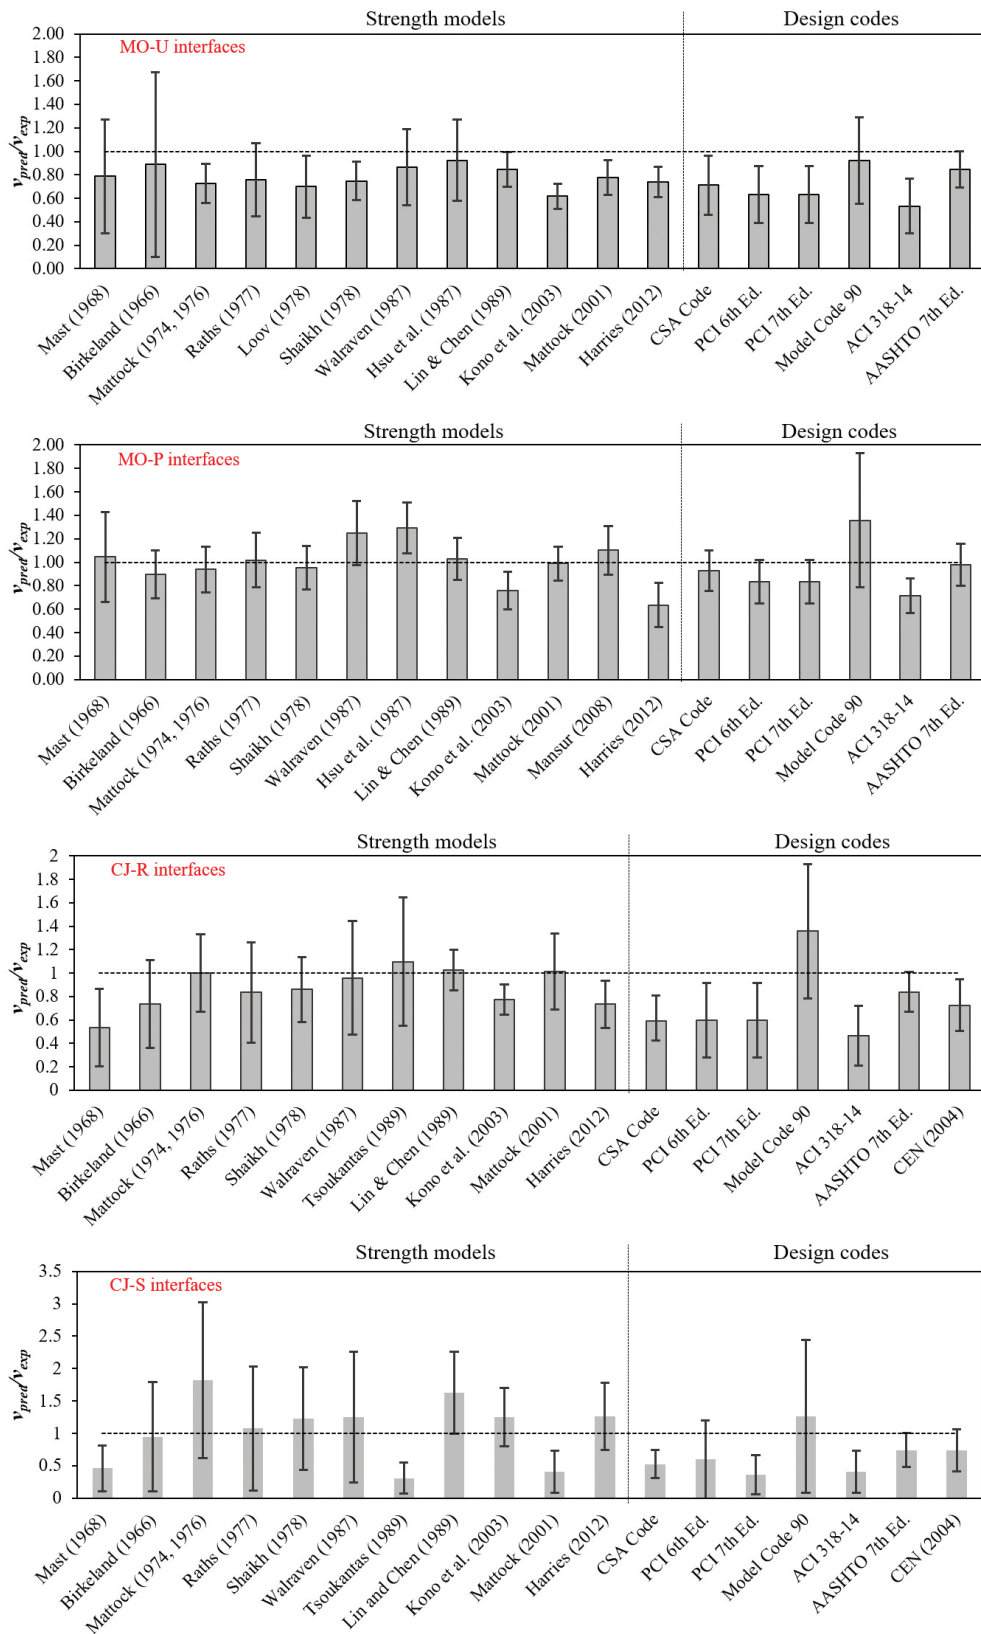 Strength models Design codes
2.00
MO-U interfaces
1.80
1.60
1.40
1.20
1.00
0.80
0.60
0.40
0.20
0.00
v_pred/v_exp
Mast (1968)
Birkeland (1966)
Mattock (1974, 1976)
Raths (1977)
Loov (1978)
Shaikh (1978)
Walraven (1987)
Hsu et al. (1987)
Lin & Chen (1989)
Kono et al. (2003)
Mattock (2001)
Harries (2012)
CSA Code
PCI 6th Ed.
PCI 7th Ed.
Model Code 90
ACI 318-14
AASHTO 7th Ed.
Strength models Design codes
2.00
MO-P interfaces
1.80
1.60
1.40
1.20
1.00
0.80
0.60
0.40
0.20
0.00
v_pred/v_exp
Mast (1968)
Birkeland (1966)
Mattock (1974, 1976)
Raths (1977)
Shaikh (1978)
Walraven (1987)
Hsu et al. (1987)
Lin & Chen (1989)
Kono et al. (2003)
Mattock (2001)
Mansur (2008)
Harries (2012)
CSA Code
PCI 6th Ed.
PCI 7th Ed.
Model Code 90
ACI 318-14
AASHTO 7th Ed.
Strength models Design codes
2
CJ-R interfaces
1.8
1.6
1.4
1.2
1
0.8
0.6
0.4
0.2
0
v_pred/v_exp
Mast (1968)
Birkeland (1966)
Mattock (1974, 1976)
Raths (1977)
Shaikh (1978)
Walraven (1987)
Tsoukantas (1989)
Lin & Chen (1989)
Kono et al. (2003)
Mattock (2001)
Harries (2012)
CSA Code
PCI 6th Ed.
PCI 7th Ed.
Model Code 90
ACI 318-14
AASHTO 7th Ed.
CEN (2004)
Strength models Design codes
3.5
CJ-S interfaces
3
2.5
2
1.5
1
0.5
0
v_pred/v_exp
Mast (1968)
Birkeland (1966)
Mattock (1974, 1976)
Raths (1977)
Shaikh (1978)
Walraven (1987)
Tsoukantas (1989)
Lin and Chen (1989)
Kono et al. (2003)
Mattock (2001)
Harries (2012)
CSA Code
PCI 6th Ed.
PCI 7th Ed.
Model Code 90
ACI 318-14
AASHTO 7th Ed.
CEN (2004)